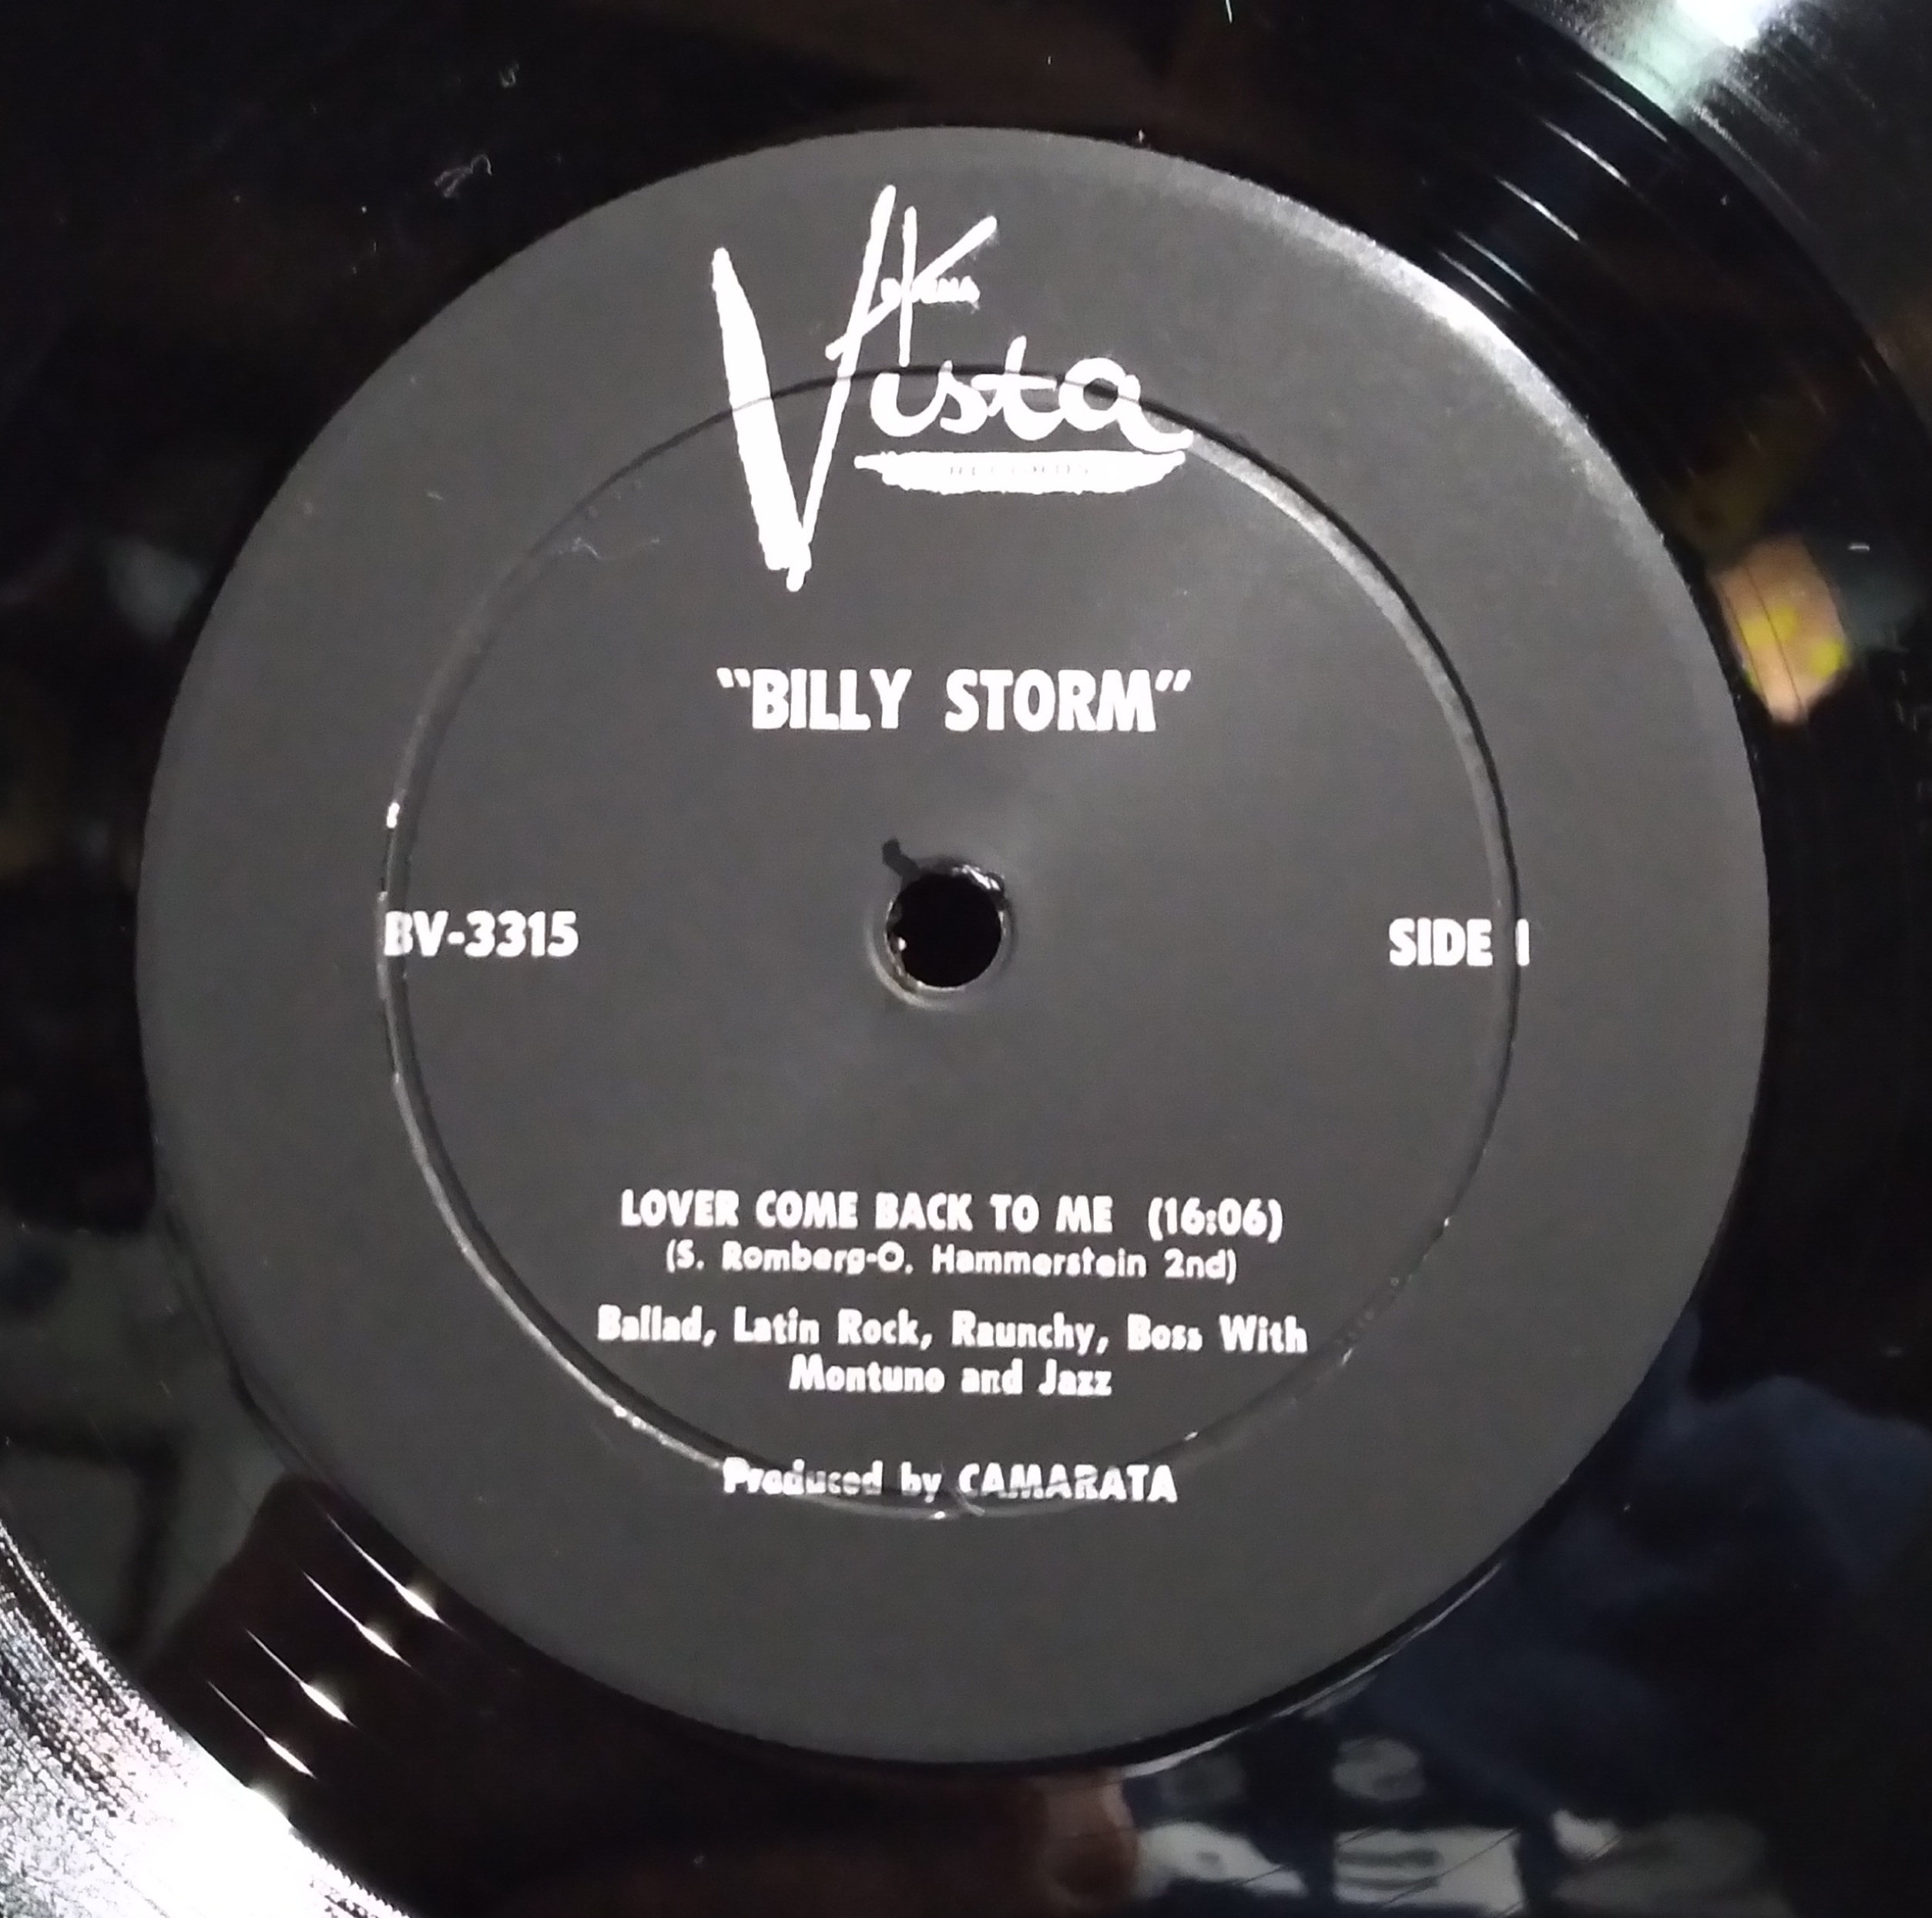 Vista
RECORDS
"BILLY STORM"
BV-3315
SIDE 1
LOVER COME BACK TO ME (16:06)
(S. Romberg-O. Hammerstein 2nd)
Ballad, Latin Rock, Raunchy, Boss With
Montuno and Jazz
Produced by CAMARATA